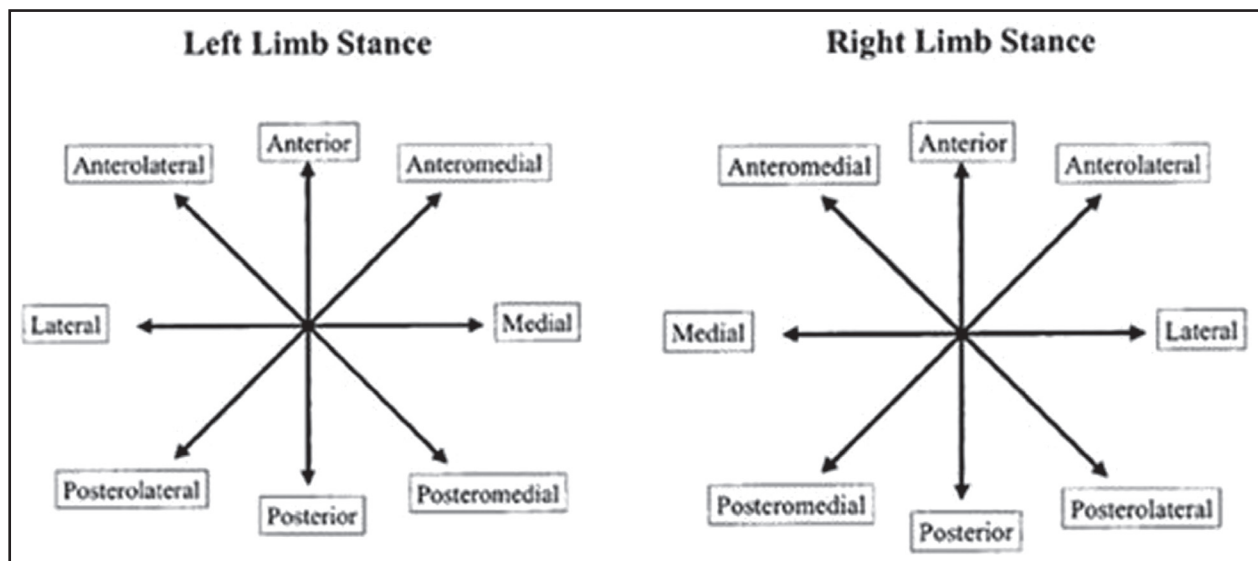 Left Limb Stance
Anterior
Anterolateral
Anteromedial
Lateral
Medial
Posterolateral
Posteromedial
Posterior
Right Limb Stance
Anterior
Anteromedial
Anterolateral
Medial
Lateral
Posteromedial
Posterolateral
Posterior